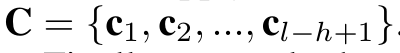 C = {c₁, c₂, ..., c_{l−h+1}}.